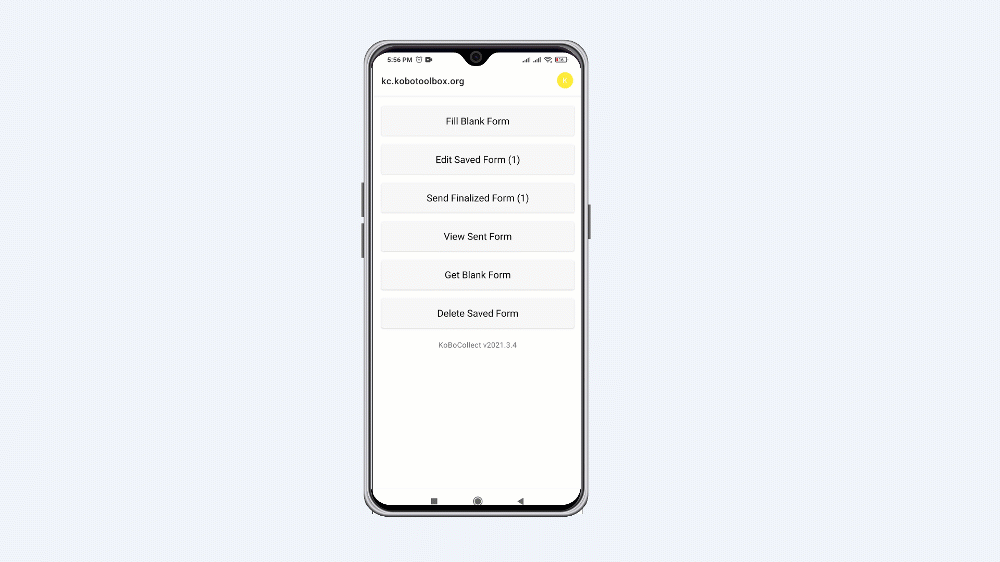 5:56 PM
kc.kobotoolbox.org
Fill Blank Form
Edit Saved Form (1)
Send Finalized Form (1)
View Sent Form
Get Blank Form
Delete Saved Form
KoBoCollect v2021.3.4